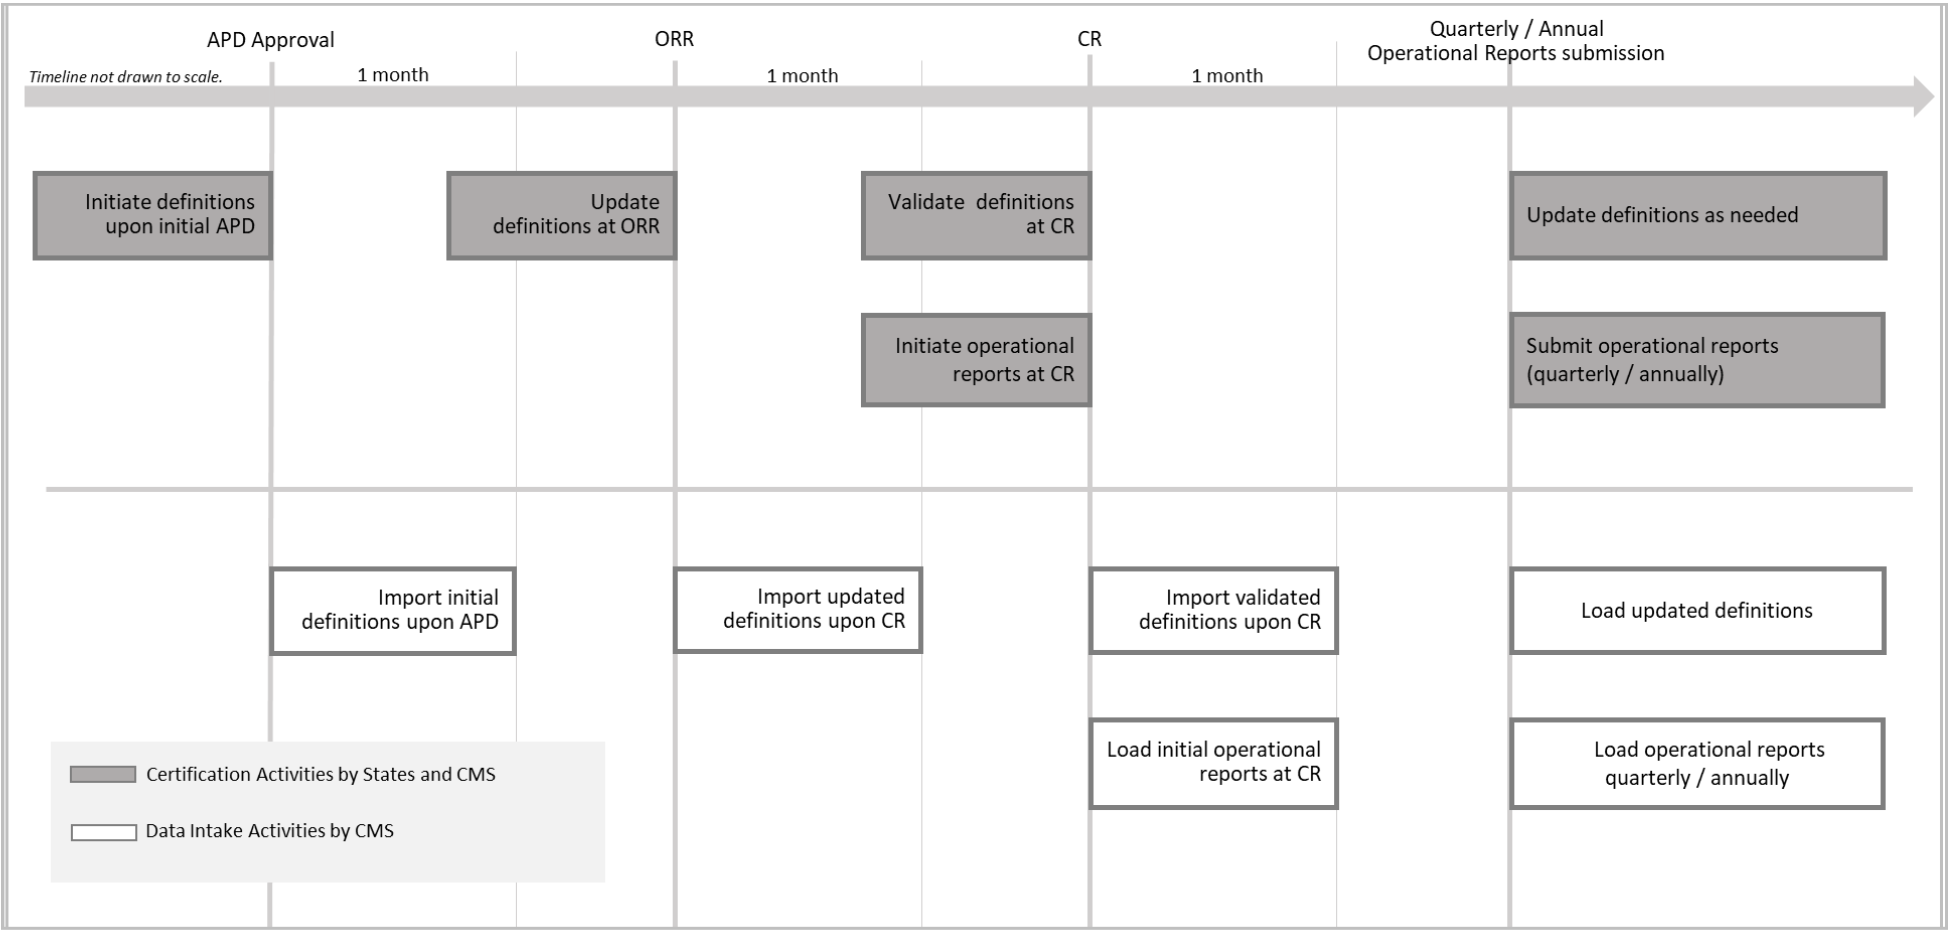 APD Approval
ORR
CR
Quarterly / Annual
Operational Reports submission
Timeline not drawn to scale.
1 month
1 month
1 month
Initiate definitions
upon initial APD
Update
definitions at ORR
Validate definitions
at CR
Update definitions as needed
Initiate operational
reports at CR
Submit operational reports
(quarterly / annually)
Import initial
definitions upon APD
Import updated
definitions upon CR
Import validated
definitions upon CR
Load updated definitions
Load initial operational
reports at CR
Load operational reports
quarterly / annually
Certification Activities by States and CMS
Data Intake Activities by CMS